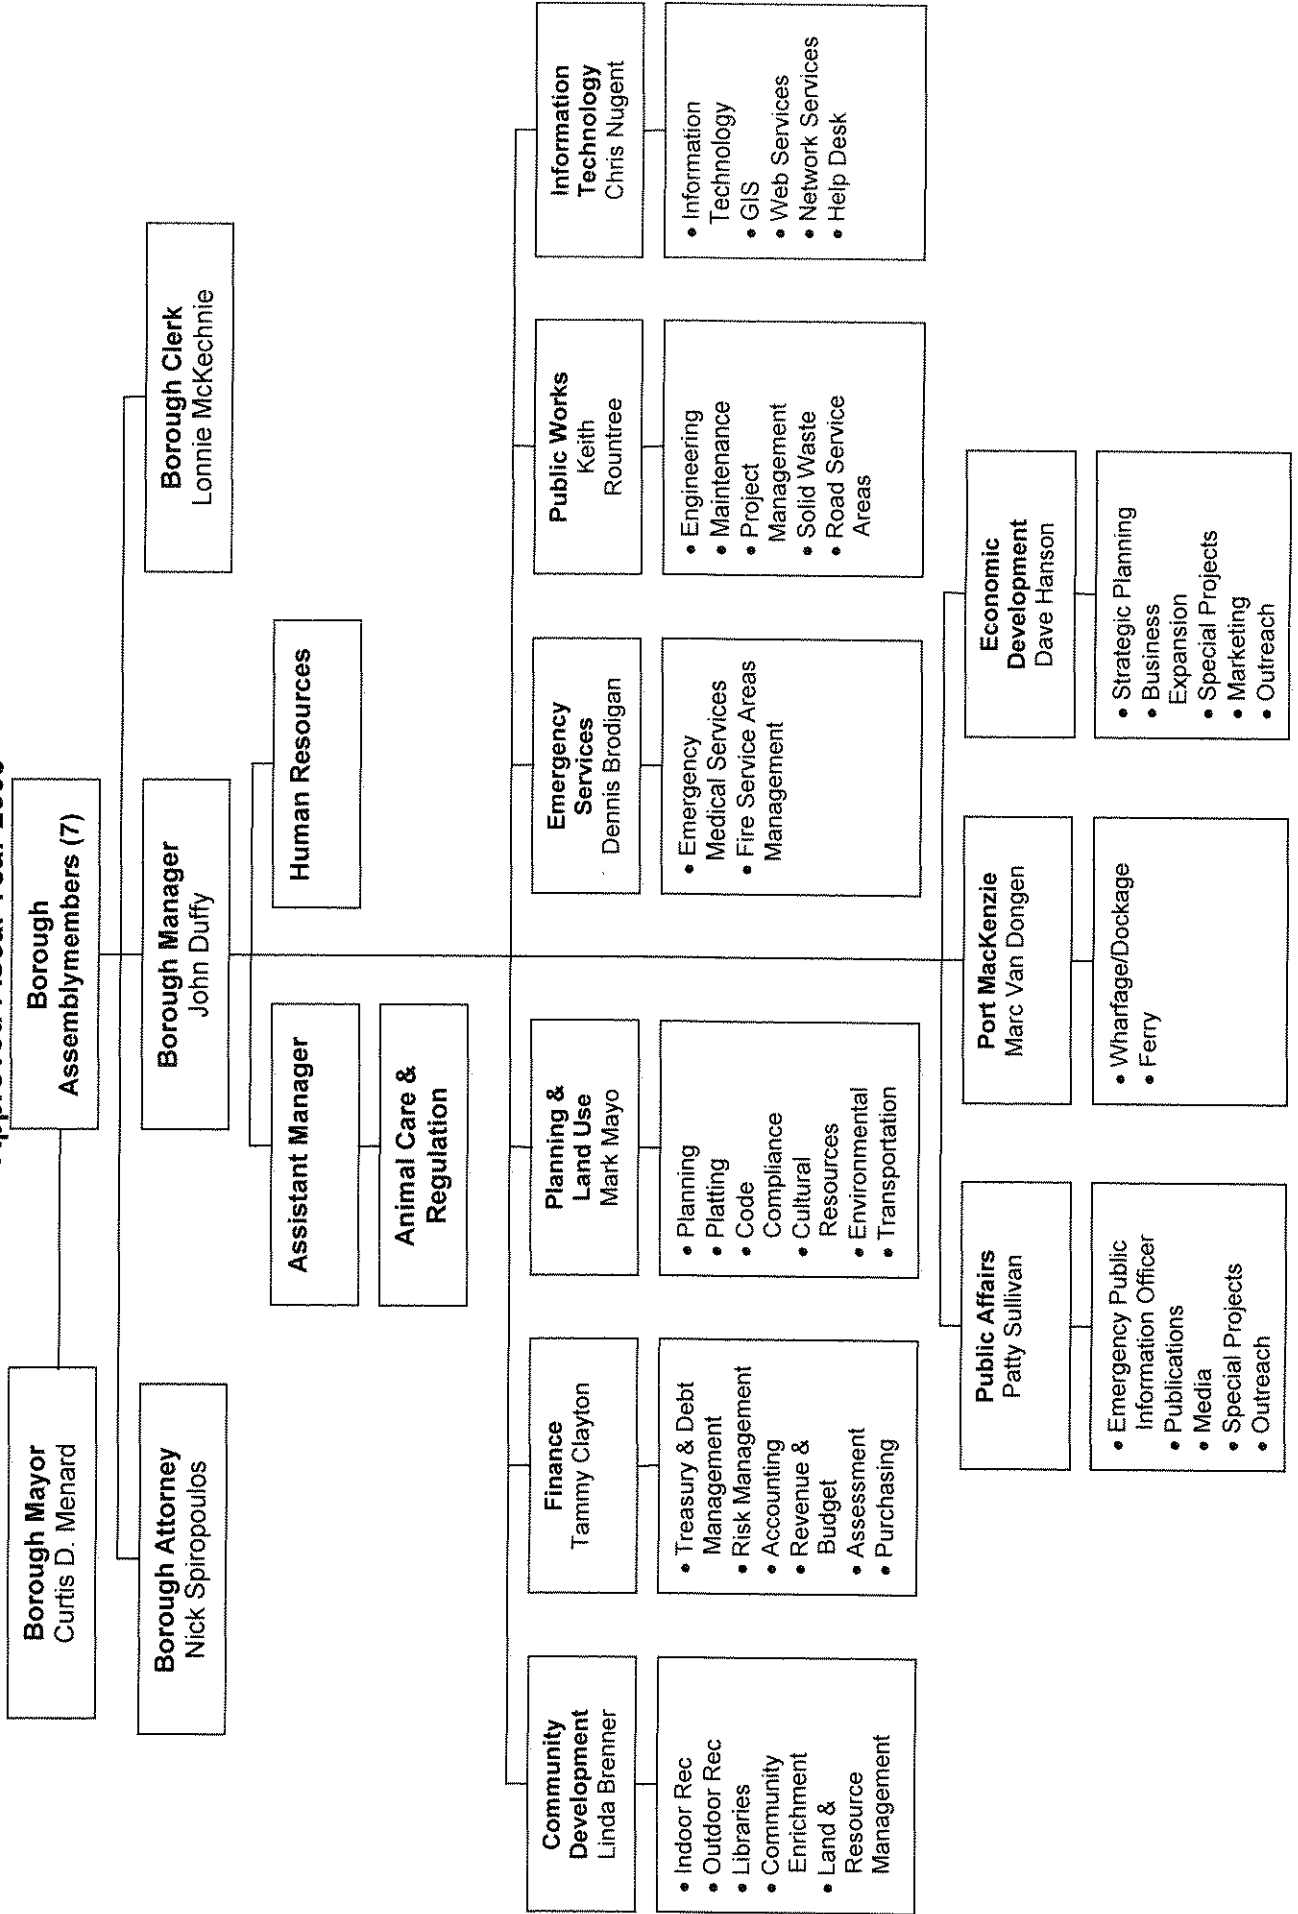 Approved Fiscal Year
Borough Mayor
Curtis D. Menard
Borough
Assemblymembers (7)
Borough Attorney
Nick Spiropoulos
Borough Manager
John Duffy
Borough Clerk
Lonnie McKechnie
Assistant Manager
Human Resources
Animal Care &
Regulation
Community
Development
Linda Brenner
• Indoor Rec
• Outdoor Rec
• Libraries
• Community
Enrichment
• Land &
Resource
Management
Finance
Tammy Clayton
• Treasury & Debt
Management
• Risk Management
• Accounting
• Revenue &
Budget
• Assessment
• Purchasing
Planning &
Land Use
Mark Mayo
• Planning
• Platting
• Code
Compliance
• Cultural
Resources
• Environmental
• Transportation
Emergency
Services
Dennis Brodigan
• Emergency
Medical Services
• Fire Service Areas
Management
Public Works
Keith
Rountree
• Engineering
• Maintenance
• Project
Management
• Solid Waste
• Road Service
Areas
Information
Technology
Chris Nugent
• Information
Technology
• GIS
• Web Services
• Network Services
• Help Desk
Public Affairs
Patty Sullivan
• Emergency Public
Information Officer
• Publications
• Media
• Special Projects
• Outreach
Port MacKenzie
Marc Van Dongen
• Wharfage/Dockage
• Ferry
Economic
Development
Dave Hanson
• Strategic Planning
• Business
Expansion
• Special Projects
• Marketing
• Outreach